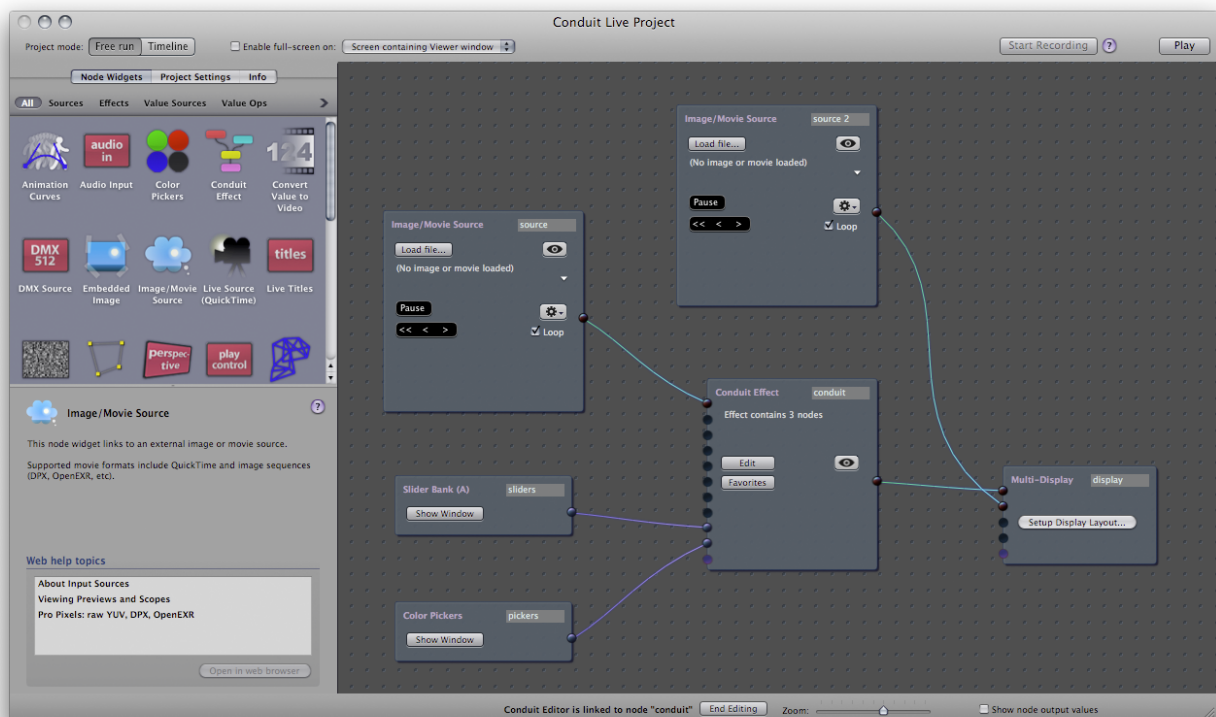 Conduit Live Project
Project mode: Free run Timeline Enable full-screen on: Screen containing Viewer window Start Recording ? Play
Node Widgets Project Settings Info
All Sources Effects Value Sources Value Ops >
audio in
124
Animation Curves
Audio Input
Color Pickers
Conduit Effect
Convert Value to Video
DMX 512
titles
DMX Source
Embedded Image
Image/Movie Source
Live Source (QuickTime)
Live Titles
perspec-tive
play control
Image/Movie Source ?
This node widget links to an external image or movie source.
Supported movie formats include QuickTime and image sequences
(DPX, OpenEXR, etc).
Web help topics
About Input Sources
Viewing Previews and Scopes
Pro Pixels: raw YUV, DPX, OpenEXR
Open in web browser
Image/Movie Source source
Load file...
(No image or movie loaded)
Pause
<< < >
Loop
Image/Movie Source source 2
Load file...
(No image or movie loaded)
Pause
<< < >
Loop
Slider Bank (A) sliders
Show Window
Color Pickers pickers
Show Window
Conduit Effect conduit
Effect contains 3 nodes
Edit
Favorites
Multi-Display display
Setup Display Layout...
Conduit Editor is linked to node "conduit" End Editing Zoom: Show node output values